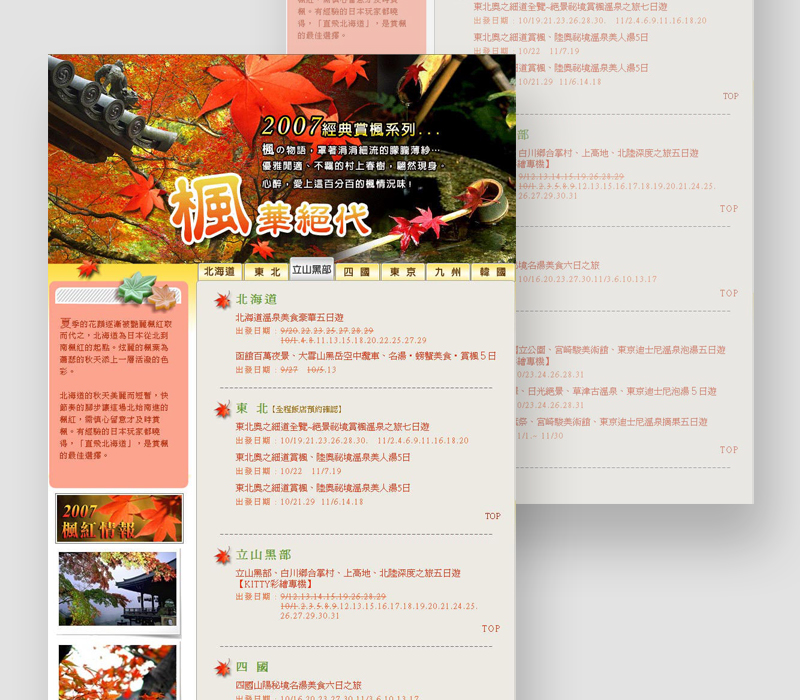 2007經典賞楓系列...
楓の物語,罩著涓涓細流的朦朧薄紗…
優雅閒適、不羈的村上春樹,翩然現身,
心醉,愛上這百分百的楓情況味!
楓華絕代
北海道 東 北 立山黑部 四 國 東 京 九 州 韓 國
夏季的花顏逐漸被艷麗楓紅取
而代之,北海道為日本從北到
南楓紅的起點。炫麗的楓葉為
蕭瑟的秋天添上一層活潑的色
彩。
北海道的秋天美麗而短暫,快
節奏的腳步讓這場北地南進的
楓紅,需慎心留意才及時賞
楓。有經驗的日本玩家都曉
得,「直飛北海道」,是賞楓
的最佳選擇。
2007
楓紅情報
北海道
北海道溫泉美食豪華五日遊
出發日期:9/20.22.23.25.27.28.29
10/1.4.8.11.13.15.18.20.22.25.27.29
函館百萬夜景、大雪山黑岳空中纜車、名湯‧螃蟹美食‧賞楓5日
出發日期:9/27 10/5.13
東 北【全程飯店預約確認】
東北奧之細道全覽~絕景祕境賞楓溫泉之旅七日遊
出發日期:10/19.21.23.26.28.30. 11/2.4.6.9.11.16.18.20
東北奧之細道賞楓、陸奧祕境溫泉美人湯5日
出發日期:10/22 11/7.19
東北奧之細道賞楓、陸奧祕境溫泉美人湯5日
出發日期:10/21.29 11/6.14.18
TOP
立山黑部
立山黑部、白川鄉合掌村、上高地、北陸深度之旅五日遊
【KITTY彩繪專機】
出發日期:9/12.13.14.15.19.26.28.29
10/1.2.3.5.8.9.12.13.15.16.17.18.19.20.21.24.25.
26.27.29.30.31
TOP
四 國
四國山陽秘境名湯美食六日之旅
出發日期:10/16.20.23.27.30.11/3.6.10.13.17
楓。有經驗的日本玩家都曉
得,「直飛北海道」,是賞楓
的最佳選擇。
東北奧之細道全覽~絕景祕境賞楓溫泉之旅七日遊
出發日期:10/19.21.23.26.28.30. 11/2.4.6.9.11.16.18.20
東北奧之細道賞楓、陸奧祕境溫泉美人湯5日
出發日期:10/22 11/7.19
道賞楓、陸奧祕境溫泉美人湯5日
10/21.29 11/6.14.18
TOP
部
白川鄉合掌村、上高地、北陸深度之旅五日遊
繪專機】
9/12.13.14.15.19.26.28.29
10/1.2.3.5.8.9.12.13.15.16.17.18.19.20.21.24.25.
26.27.29.30.31
TOP
境名湯美食六日之旅
10/16.20.23.27.30.11/3.6.10.13.17
TOP
國立公園、宮崎駿美術館、東京迪士尼溫泉泡湯五日遊
0/23.24.26.28.31
、日光絕景、草津古溫泉、東京迪士尼溫泉泡湯5日遊
0/23.24.26.28.31
祭、宮崎駿美術館、東京迪士尼溫泉摘果五日遊
1/1.~ 11/30
TOP